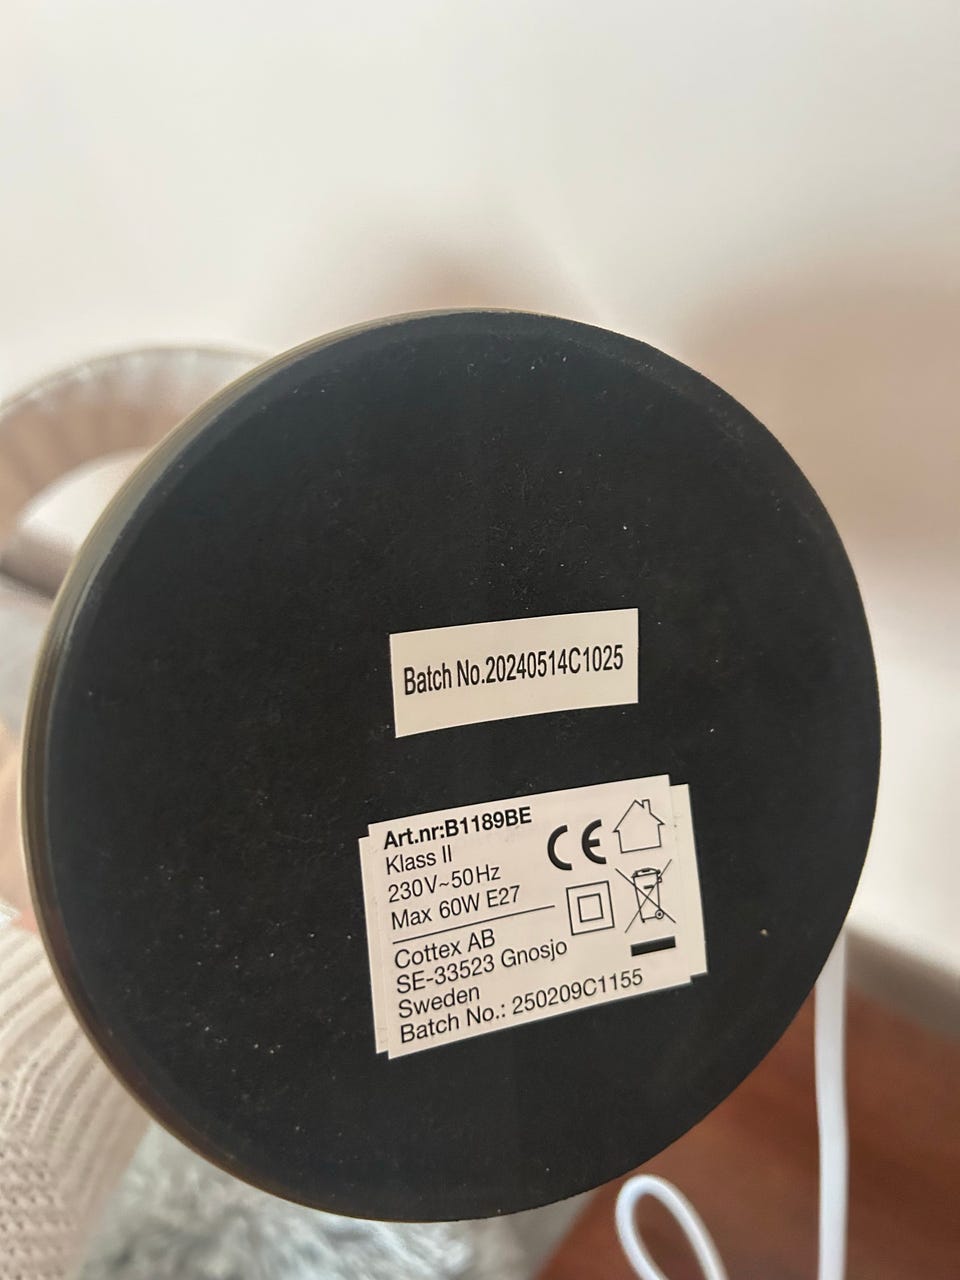 Batch No.20240514C1025
Art.nr:B1189BE
Klass II
230V~50Hz
Max 60W E27
CE
Cottex AB
SE-33523 Gnosjo
Sweden
Batch No.: 250209C1155